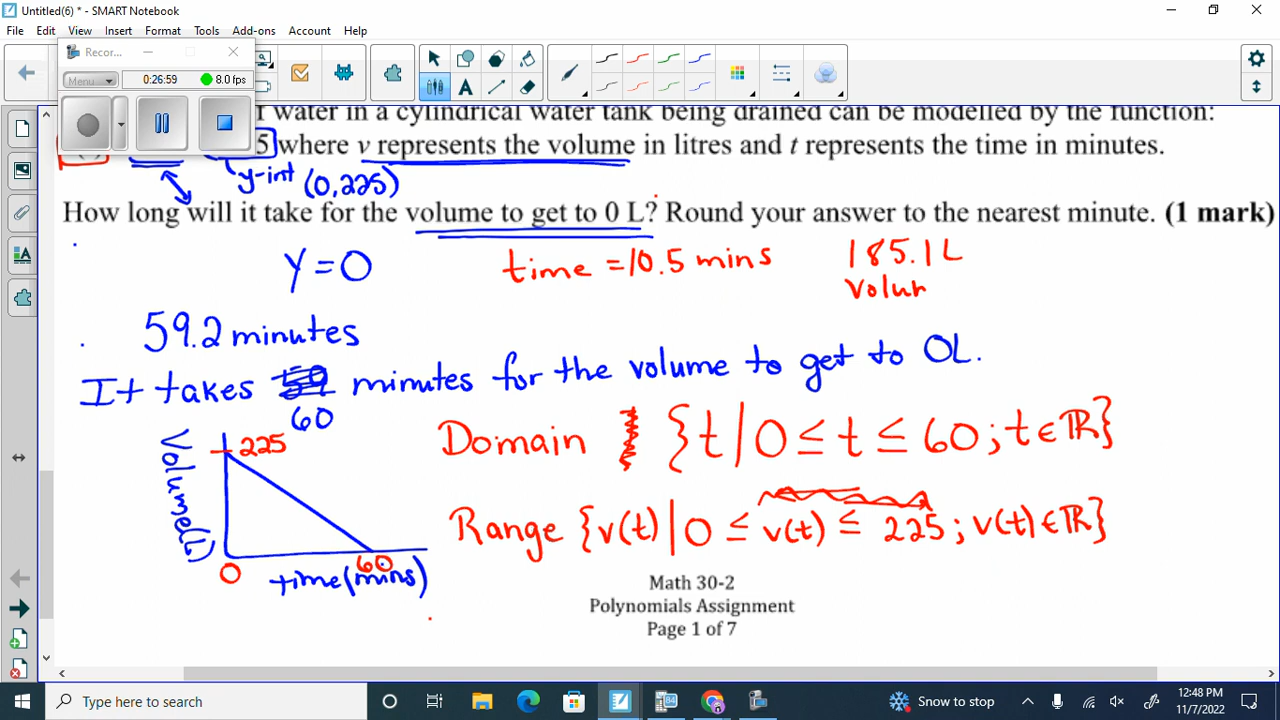 Untitled(6) * - SMART Notebook
File Edit View Insert Format Tools Add-ons Account Help
Recor...
Menu 0:26:59 8.0 fps
water in a cylindrical water tank being drained can be modelled by the function:
5 where v represents the volume in litres and t represents the time in minutes.
y-int (0,225)
How long will it take for the volume to get to 0 L? Round your answer to the nearest minute. (1 mark)
Y = 0
time = 10.5 mins
185.1 L
Volum
59.2 minutes
It takes 59 minutes for the volume to get to 0L.
60
Volume(L)
225
0
60
time(mins)
Domain {t | 0 ≤ t ≤ 60 ; t ∈ ℝ}
Range {v(t) | 0 ≤ v(t) ≤ 225 ; v(t) ∈ ℝ}
Math 30-2
Polynomials Assignment
Page 1 of 7
Type here to search
Snow to stop
12:48 PM
11/7/2022